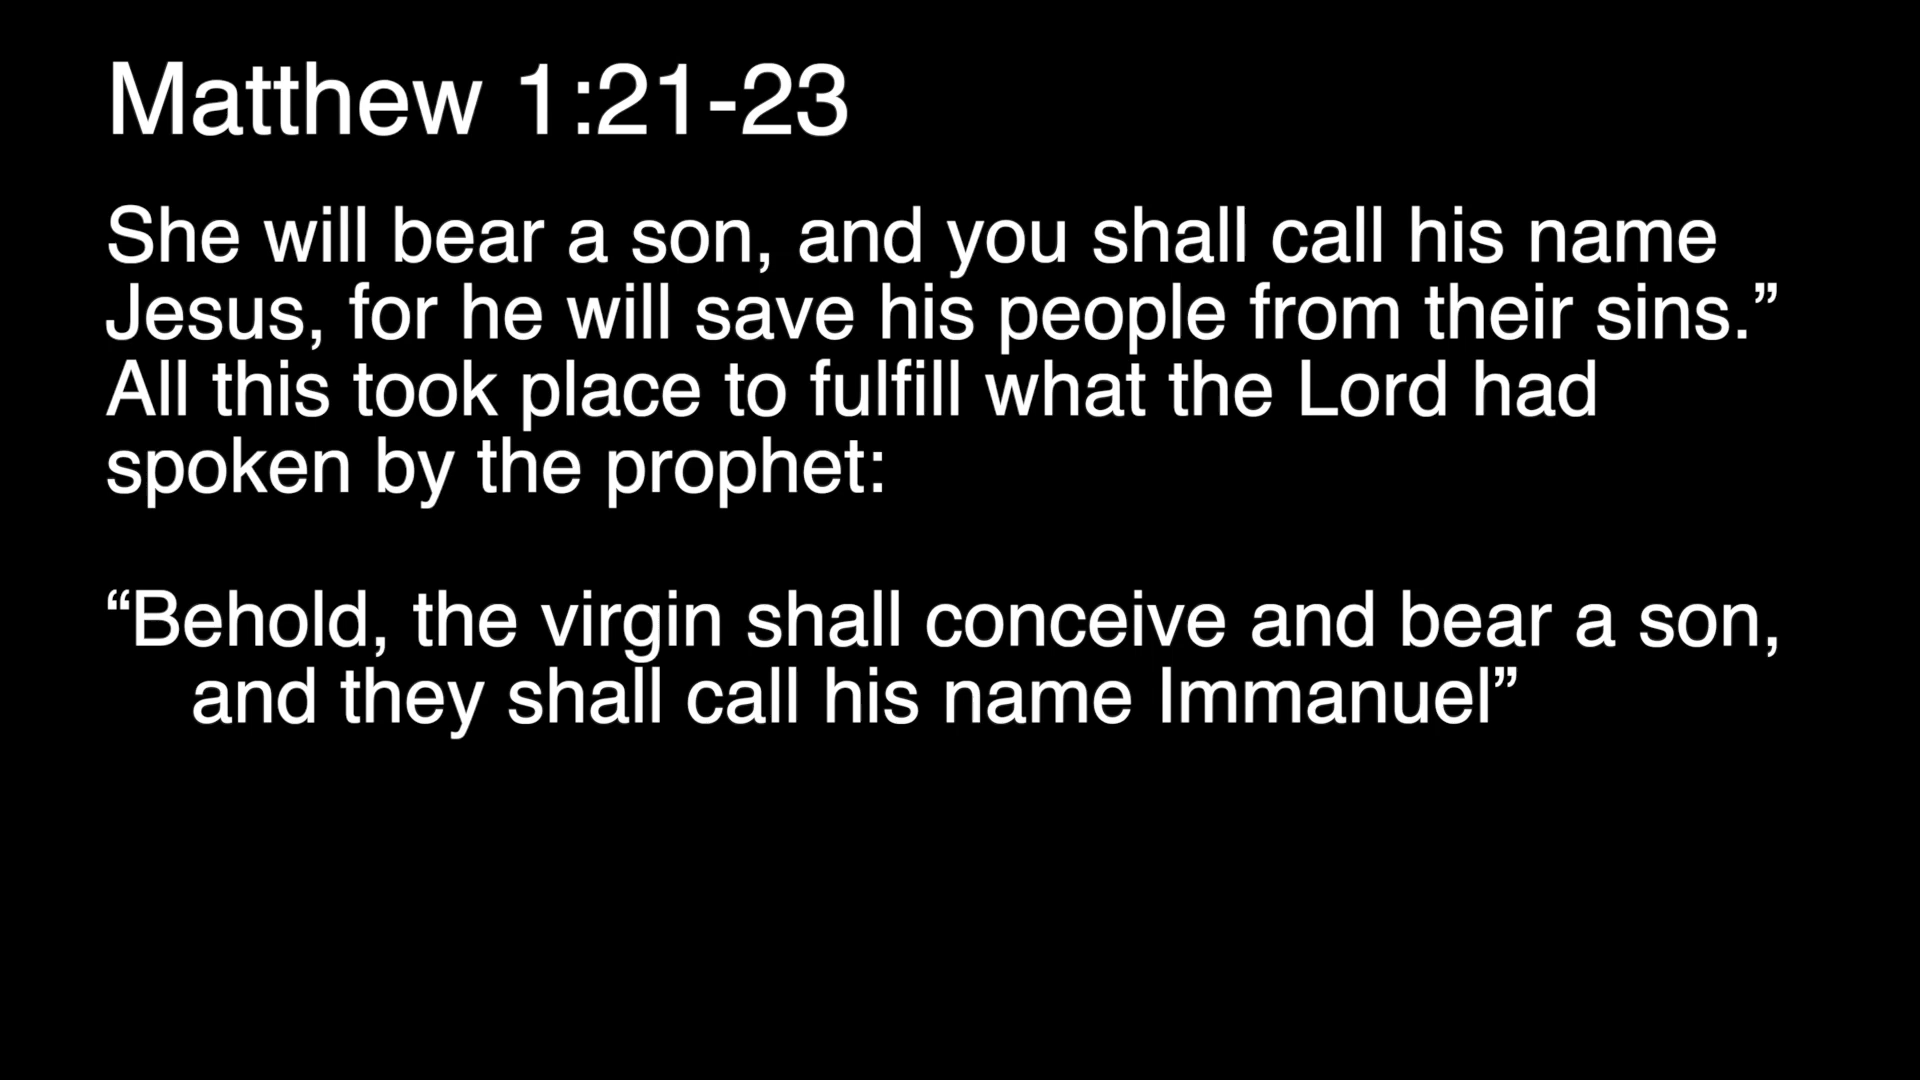 Matthew 1:21-23
She will bear a son, and you shall call his name
Jesus, for he will save his people from their sins.”
All this took place to fulfill what the Lord had
spoken by the prophet:
“Behold, the virgin shall conceive and bear a son,
and they shall call his name Immanuel”